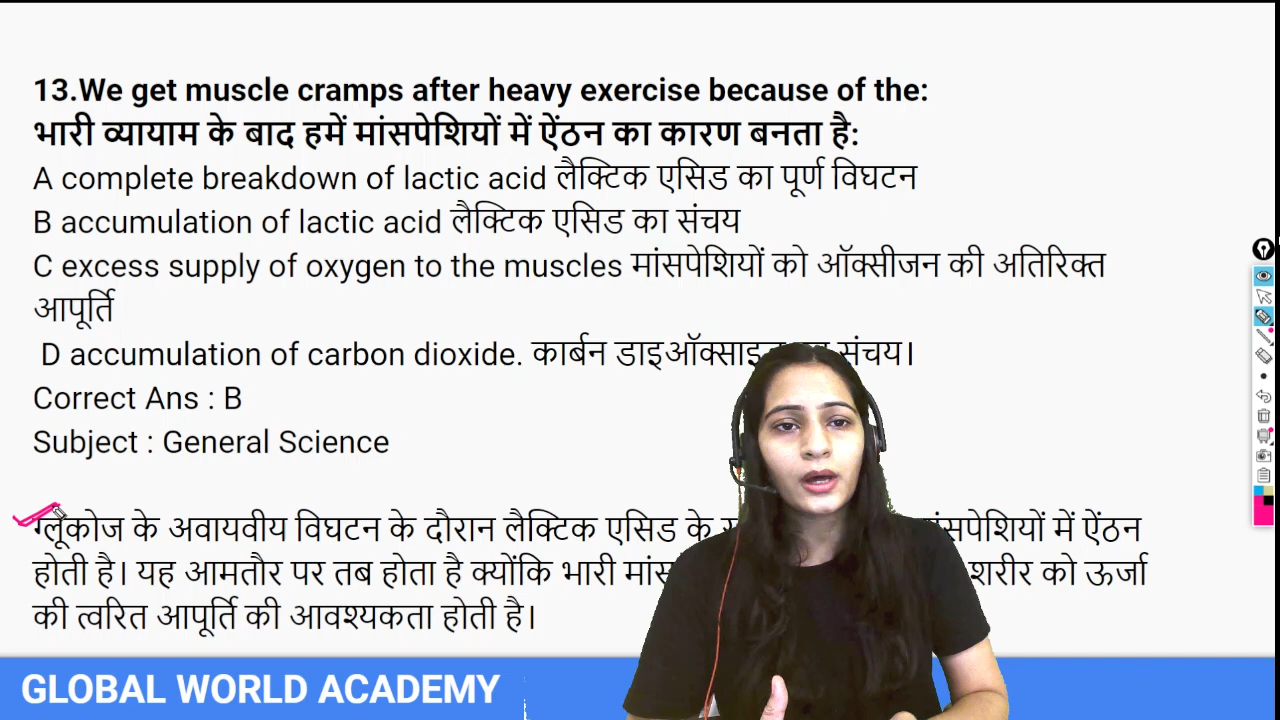 13.We get muscle cramps after heavy exercise because of the:
भारी व्यायाम के बाद हमें मांसपेशियों में ऐंठन का कारण बनता है:
A complete breakdown of lactic acid लैक्टिक एसिड का पूर्ण विघटन
B accumulation of lactic acid लैक्टिक एसिड का संचय
C excess supply of oxygen to the muscles मांसपेशियों को ऑक्सीजन की अतिरिक्त
आपूर्ति
D accumulation of carbon dioxide. कार्बन संचय।
Correct Ans : B
Subject : General Science
ग्लूकोज के अवायवीय विघटन के दौरान लैक्टिक एसिड के में ऐंठन
होती है। यह आमतौर पर तब होता है क्योंकि भारी शरीर को ऊर्जा
की त्वरित आपूर्ति की आवश्यकता होती है।
GLOBAL WORLD ACADEMY